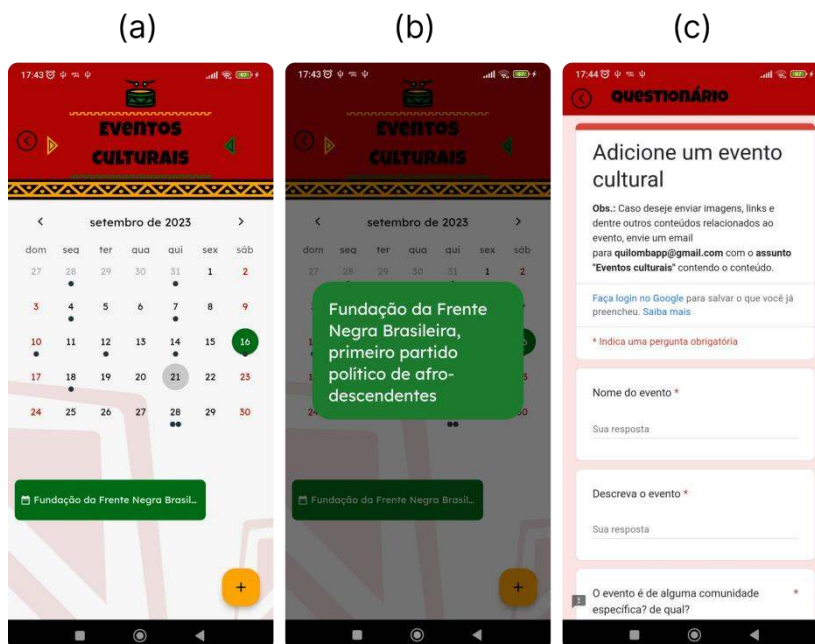 (a)
(b)
(c)
17:43
EVENTOS
CULTURAIS
setembro de 2023
dom seg ter qua qui sex sáb
27 28 29 30 31 1 2
3 4 5 6 7 8 9
10 11 12 13 14 15 16
17 18 19 20 21 22 23
24 25 26 27 28 29 30
Fundação da Frente Negra Brasil...
+
17:43
EVENTOS
CULTURAIS
setembro de 2023
dom seg ter qua qui sex sáb
27 28 29 30 31 1 2
Fundação da Frente
Negra Brasileira,
primeiro partido
político de afro-
descendentes
Fundação da Frente Negra Brasil...
+
17:44
QUESTIONÁRIO
Adicione um evento
cultural
Obs.: Caso deseje enviar imagens, links e
dentre outros conteúdos relacionados ao
evento, envie um email
para quilombapp@gmail.com com o assunto
"Eventos culturais" contendo o conteúdo.
Faça login no Google para salvar o que você já
preencheu. Saiba mais
* Indica uma pergunta obrigatória
Nome do evento *
Sua resposta
Descreva o evento *
Sua resposta
O evento é de alguma comunidade *
específica? de qual?